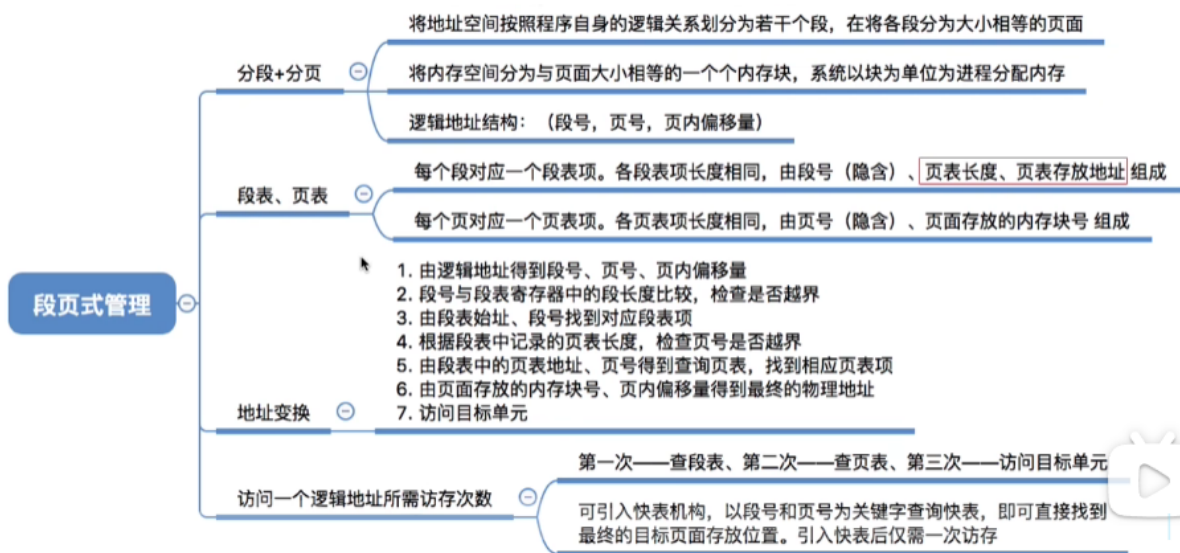 段页式管理
分段+分页
将地址空间按照程序自身的逻辑关系划分为若干个段，在将各段分为大小相等的页面
将内存空间分为与页面大小相等的一个个内存块，系统以块为单位为进程分配内存
逻辑地址结构：（段号，页号，页内偏移量）
段表、页表
每个段对应一个段表项。各段表项长度相同，由段号（隐含）、页表长度、页表存放地址 组成
每个页对应一个页表项。各页表项长度相同，由页号（隐含）、页面存放的内存块号 组成
地址变换
1. 由逻辑地址得到段号、页号、页内偏移量
2. 段号与段表寄存器中的段长度比较，检查是否越界
3. 由段表始址、段号找到对应段表项
4. 根据段表中记录的页表长度，检查页号是否越界
5. 由段表中的页表地址、页号得到查询页表，找到相应页表项
6. 由页面存放的内存块号、页内偏移量得到最终的物理地址
7. 访问目标单元
访问一个逻辑地址所需访存次数
第一次——查段表、第二次——查页表、第三次——访问目标单元
可引入快表机构，以段号和页号为关键字查询快表，即可直接找到
最终的目标页面存放位置。引入快表后仅需一次访存